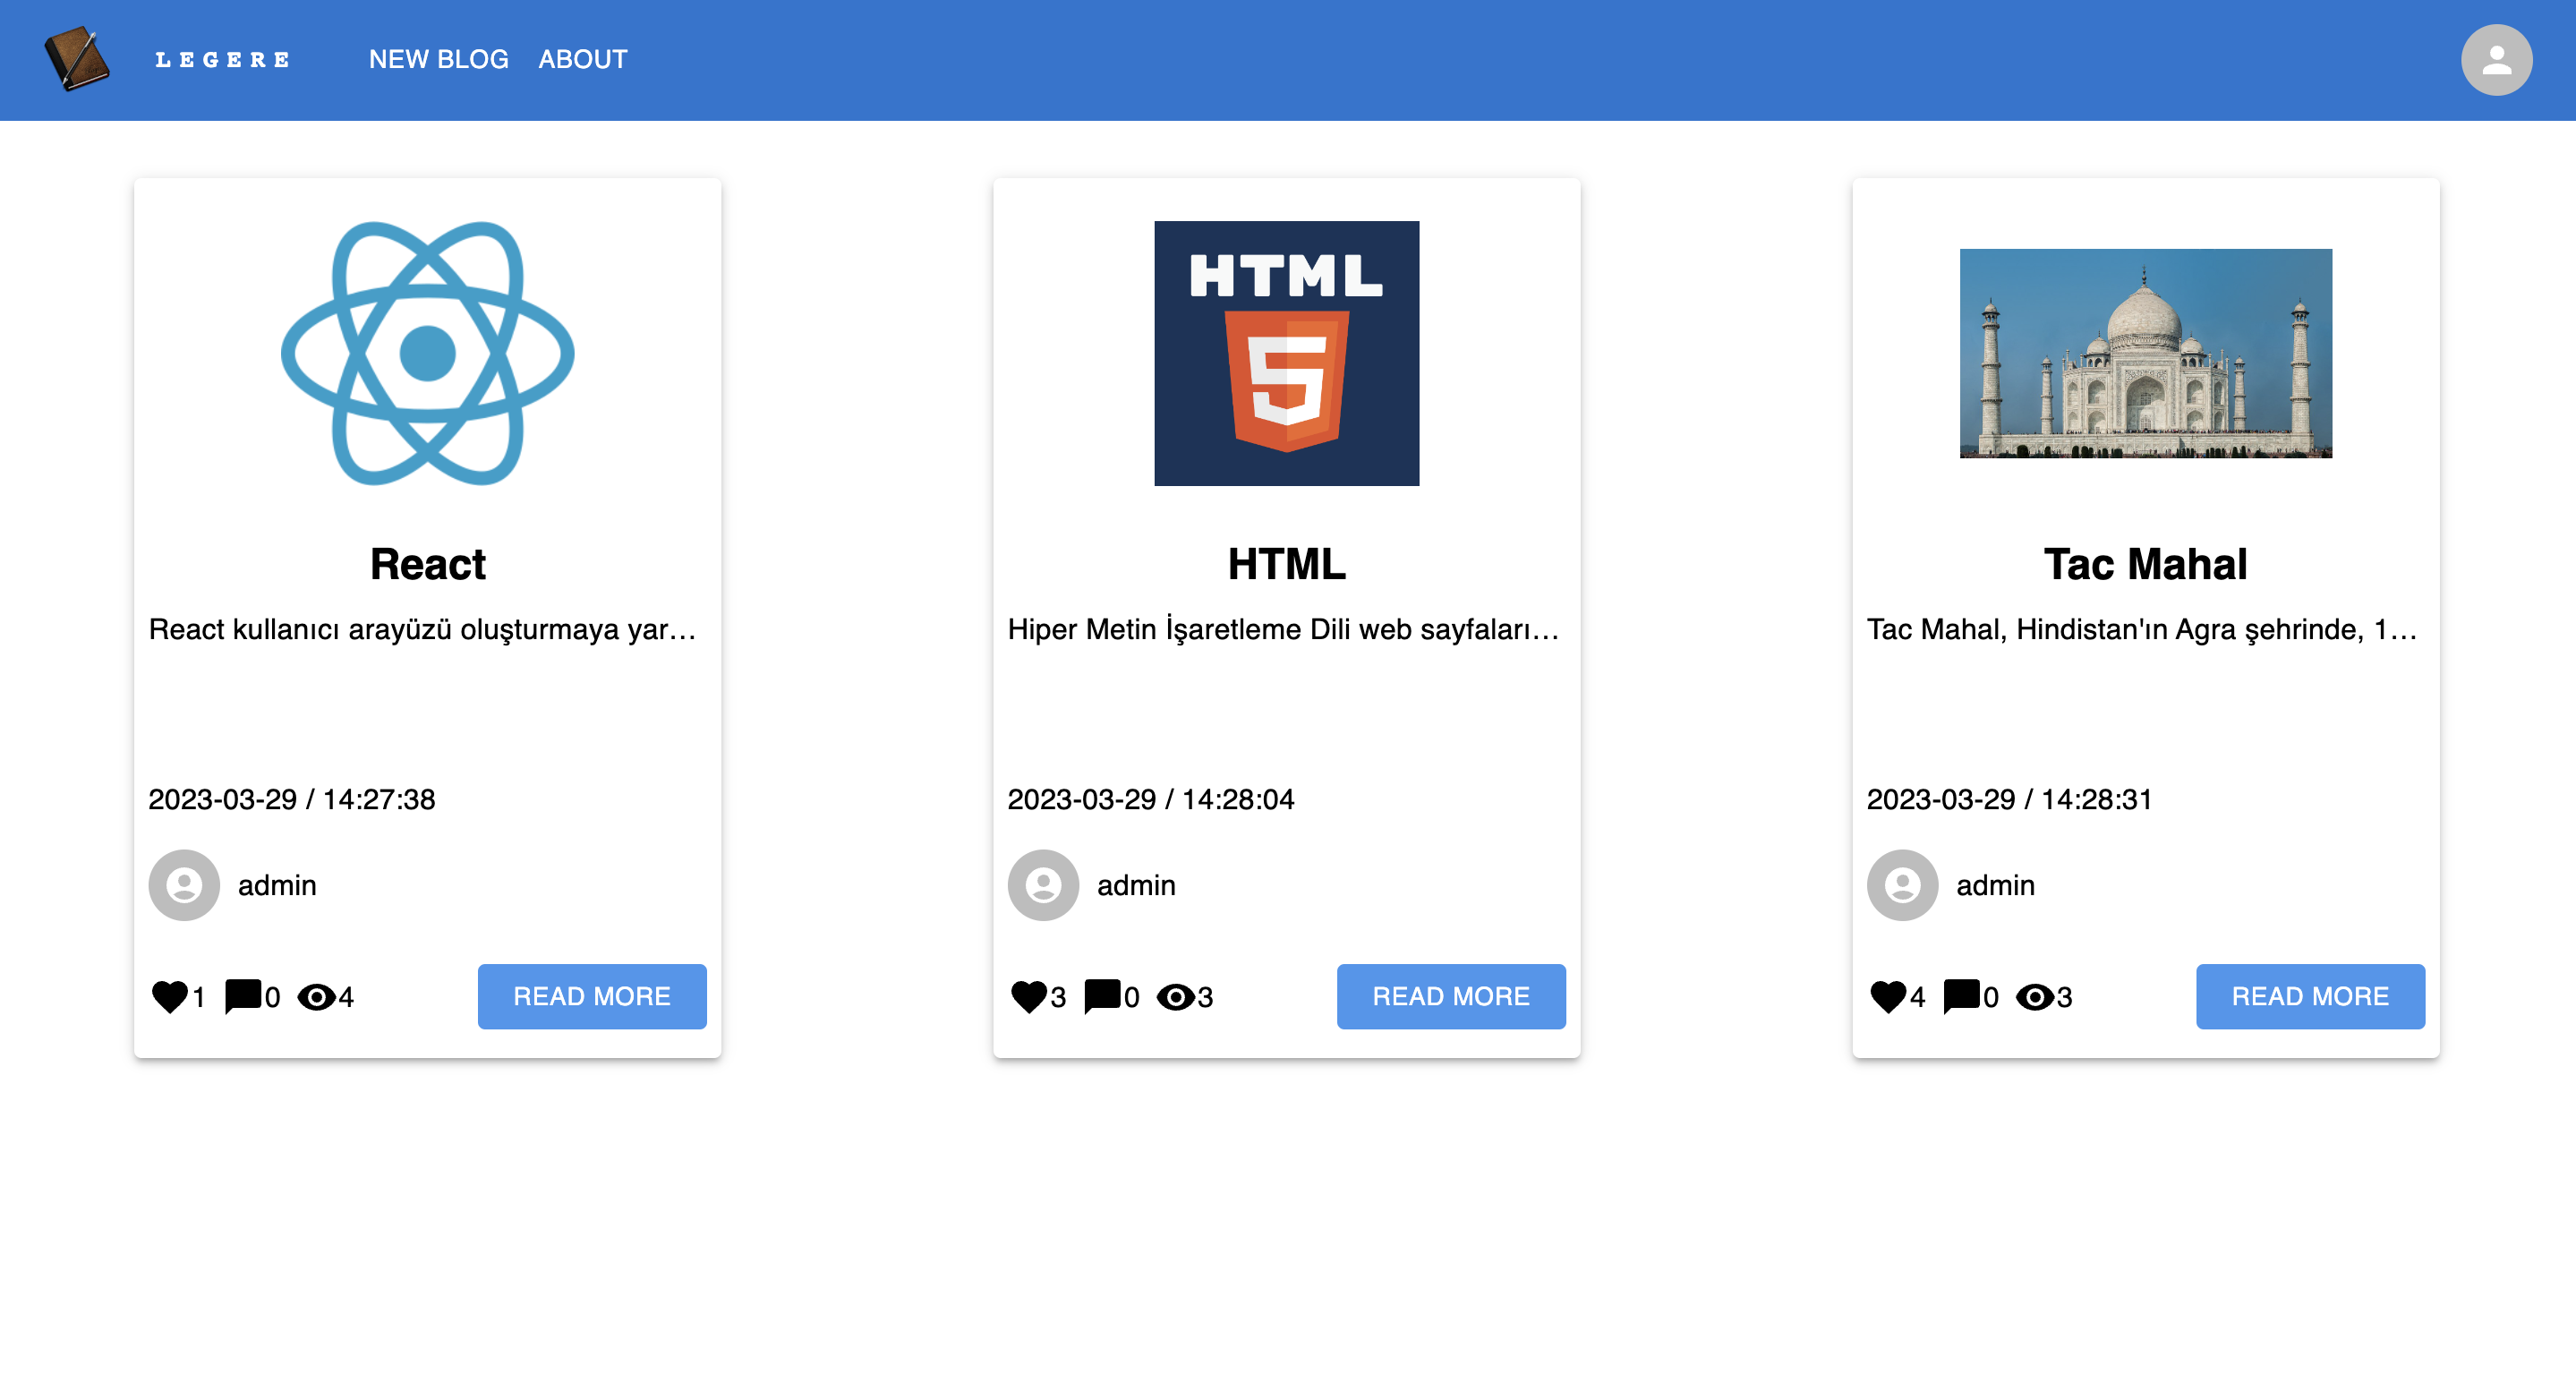 LEGERE NEW BLOG ABOUT
HTML
5
React
React kullanıcı arayüzü oluşturmaya yar...
2023-03-29 / 14:27:38
admin
1 0 4 READ MORE
HTML
Hiper Metin İşaretleme Dili web sayfaları...
2023-03-29 / 14:28:04
admin
3 0 3 READ MORE
Tac Mahal
Tac Mahal, Hindistan'ın Agra şehrinde, 1...
2023-03-29 / 14:28:31
admin
4 0 3 READ MORE